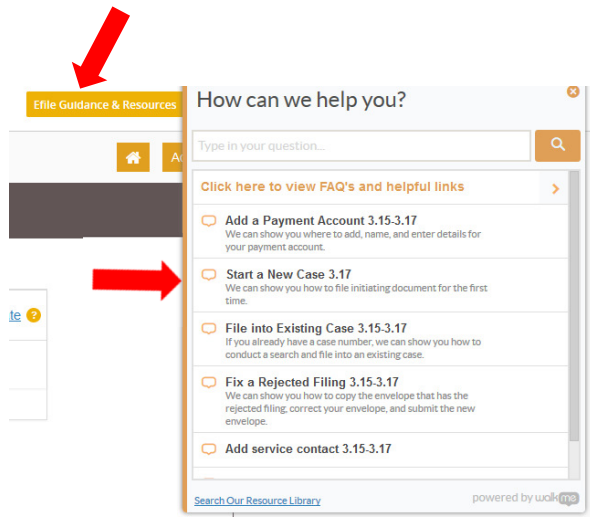 Efile Guidance & Resources
How can we help you?
Type in your question...
Click here to view FAQ's and helpful links
Add a Payment Account 3.15-3.17
We can show you where to add, name, and enter details for
your payment account.
Start a New Case 3.17
We can show you how to file initiating document for the first
time.
te
?
File into Existing Case 3.15-3.17
If you already have a case number, we can show you how to
conduct a search and file into an existing case.
Fix a Rejected Filing 3.15-3.17
We can show you how to copy the envelope that has the
rejected filing, correct your envelope, and submit the new
envelope.
Add service contact 3.15-3.17
Search Our Resource Library
powered by walkme